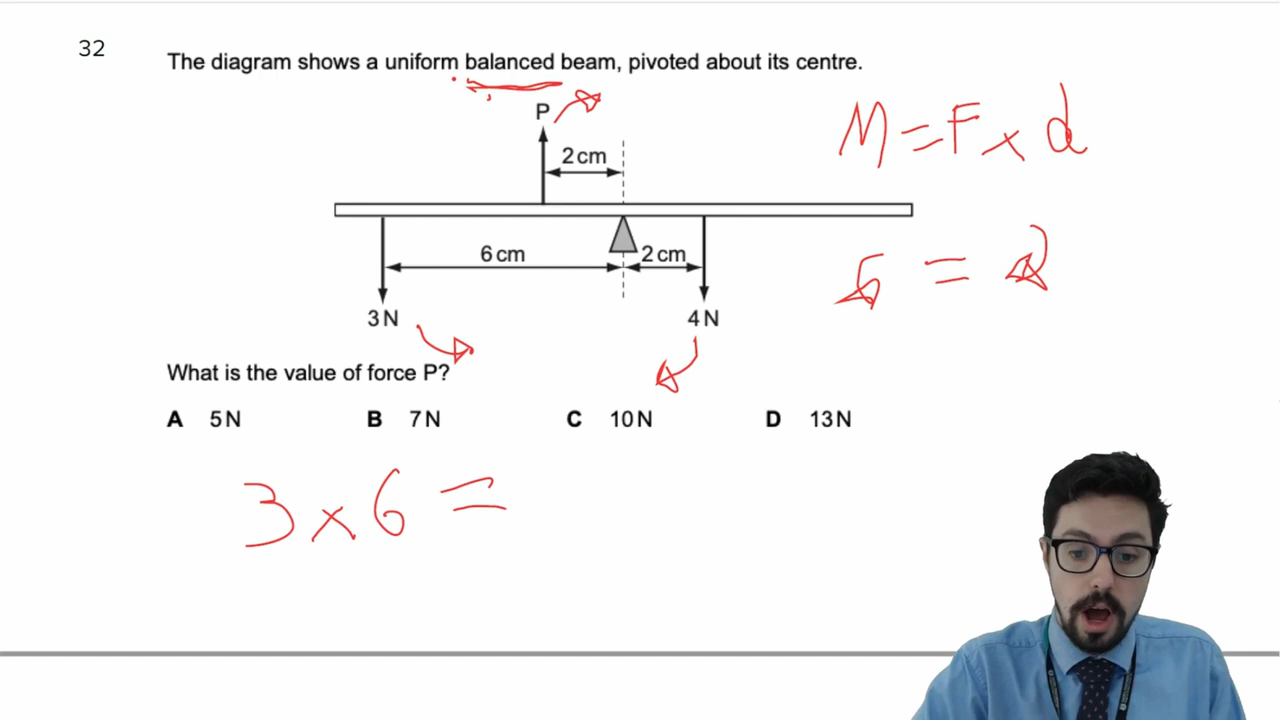 32
The diagram shows a uniform balanced beam, pivoted about its centre.
P
M = F × d
2 cm
6 cm
2 cm
3 N
4 N
What is the value of force P?
A 5 N B 7 N C 10 N D 13 N
3 × 6 =